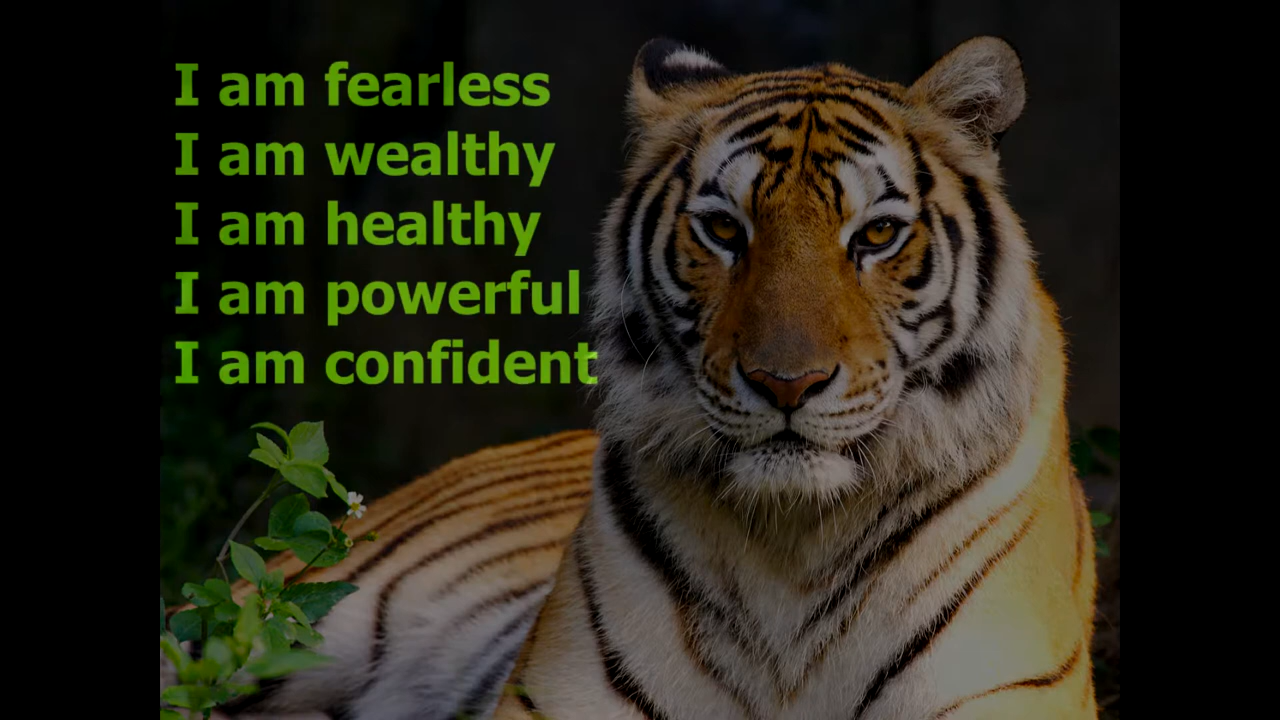 I am fearless
I am wealthy
I am healthy
I am powerful
I am confident